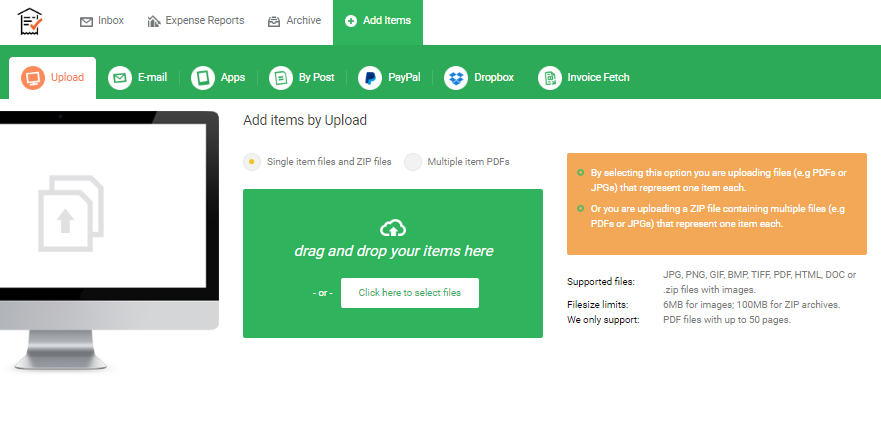 Inbox
Expense Reports
Archive
Add Items
Upload
E-mail
Apps
By Post
PayPal
Dropbox
Invoice Fetch
Add items by Upload
Single item files and ZIP files
Multiple item PDFs
drag and drop your items here
- or -
Click here to select files
By selecting this option you are uploading files (e.g PDFs or
JPGs) that represent one item each.
Or you are uploading a ZIP file containing multiple files (e.g
PDFs or JPGs) that represent one item each.
Supported files:
JPG, PNG, GIF, BMP, TIFF, PDF, HTML, DOC or
.zip files with images.
Filesize limits:
6MB for images; 100MB for ZIP archives.
We only support:
PDF files with up to 50 pages.